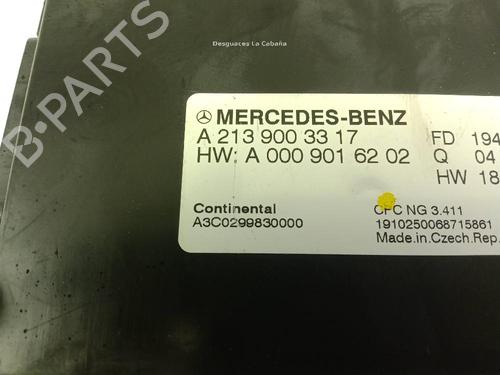 Desguaces La Cabaña
MERCEDES-BENZ
A 213 900 33 17 FD 194
HW: A 000 901 62 02 Q 04
HW 18
Continental CPC NG 3.411
A3C0299830000 1910250068715861
Made.in.Czech.Rep.